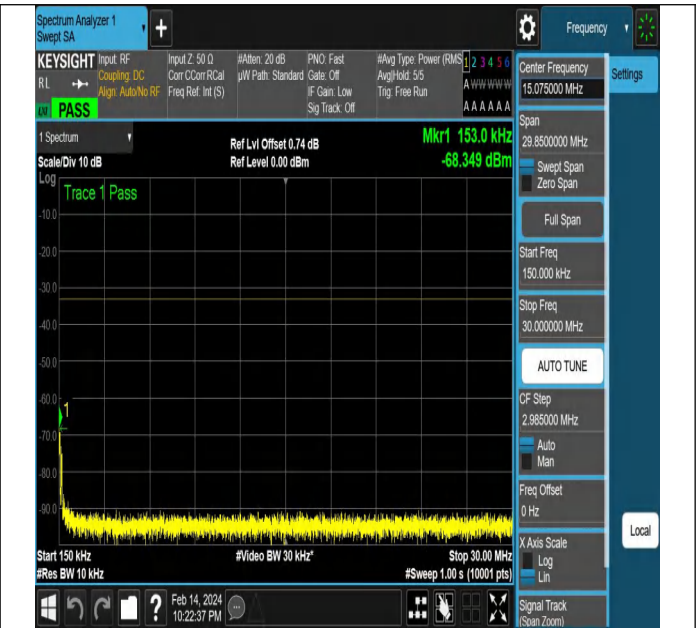 Spectrum Analyzer 1
Swept SA
+
Frequency
KEYSIGHT
Input: RF
Coupling: DC
Align: Auto/No RF
Input Z: 50 Ω
Corr CCorr RCal
Freq Ref: Int (S)
#Atten: 20 dB
µW Path: Standard
PNO: Fast
Gate: Off
IF Gain: Low
Sig Track: Off
#Avg Type: Power (RMS
Avg|Hold: 5/5
Trig: Free Run
1 2 3 4 5 6
A W W W W W
A A A A A A
RL
PASS
1 Spectrum
Scale/Div 10 dB
Ref Lvl Offset 0.74 dB
Ref Level 0.00 dBm
Mkr1 153.0 kHz
-68.349 dBm
Log
Trace 1 Pass
-10.0
-20.0
-30.0
-40.0
-50.0
-60.0
1
-70.0
-80.0
-90.0
Start 150 kHz
#Res BW 10 kHz
#Video BW 30 kHz*
Stop 30.00 MHz
#Sweep 1.00 s (10001 pts)
?
Feb 14, 2024
10:22:37 PM
Center Frequency
15.075000 MHz
Settings
Span
29.8500000 MHz
Swept Span
Zero Span
Full Span
Start Freq
150.000 kHz
Stop Freq
30.000000 MHz
AUTO TUNE
CF Step
2.985000 MHz
Auto
Man
Freq Offset
0 Hz
X Axis Scale
Log
Lin
Local
Signal Track
(Span Zoom)